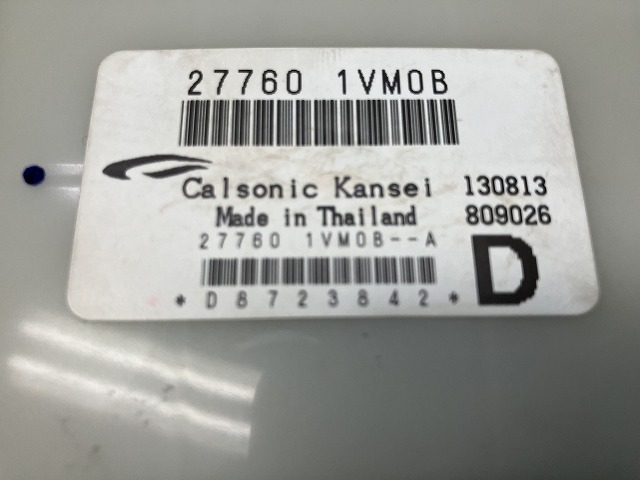 27760 1VM0B
Calsonic Kansei 130813
Made in Thailand 809026
27760 1VM0B--A
D
*D8723842*